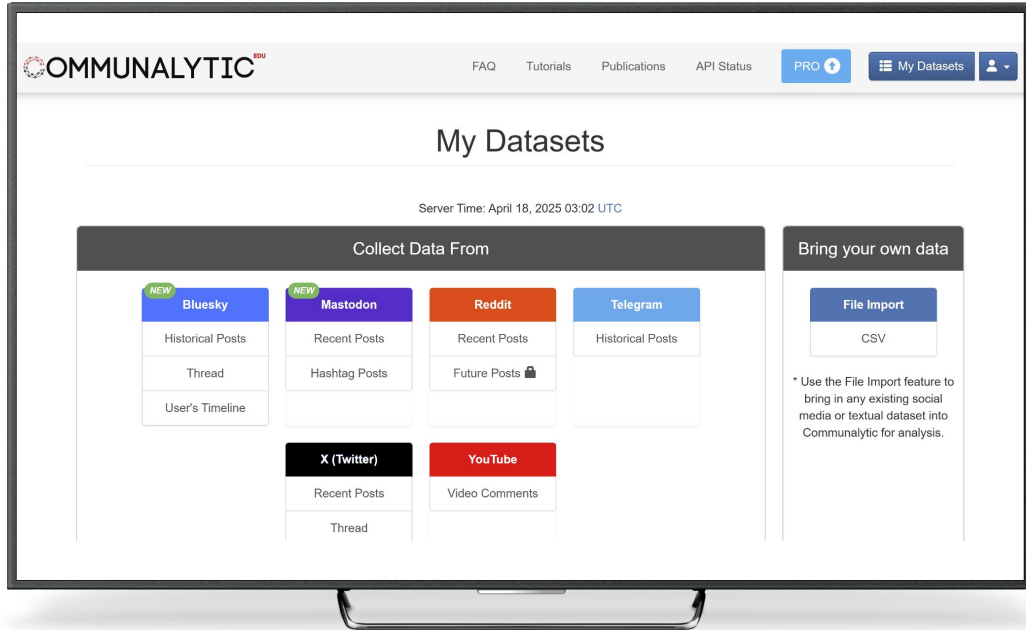 COMMUNALYTIC EDU
FAQ Tutorials Publications API Status PRO My Datasets
My Datasets
Server Time: April 18, 2025 03:02 UTC
Collect Data From
NEW
Bluesky
Historical Posts
Thread
User's Timeline
NEW
Mastodon
Recent Posts
Hashtag Posts
Reddit
Recent Posts
Future Posts
Telegram
Historical Posts
X (Twitter)
Recent Posts
Thread
YouTube
Video Comments
Bring your own data
File Import
CSV
* Use the File Import feature to
bring in any existing social
media or textual dataset into
Communalytic for analysis.